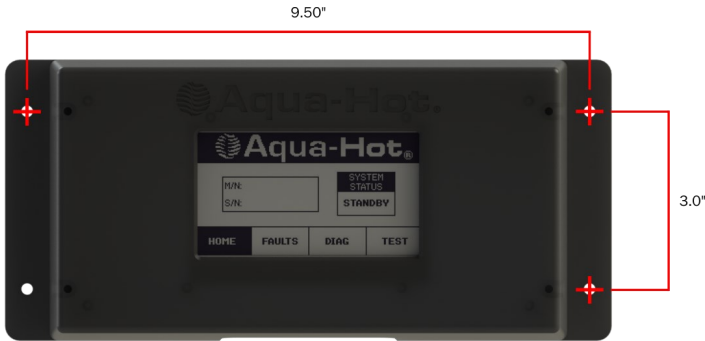 9.50"
Aqua-Hot.
Aqua-Hot®
M/N:
S/N:
SYSTEM
STATUS
STANDBY
3.0"
HOME FAULTS DIAG TEST